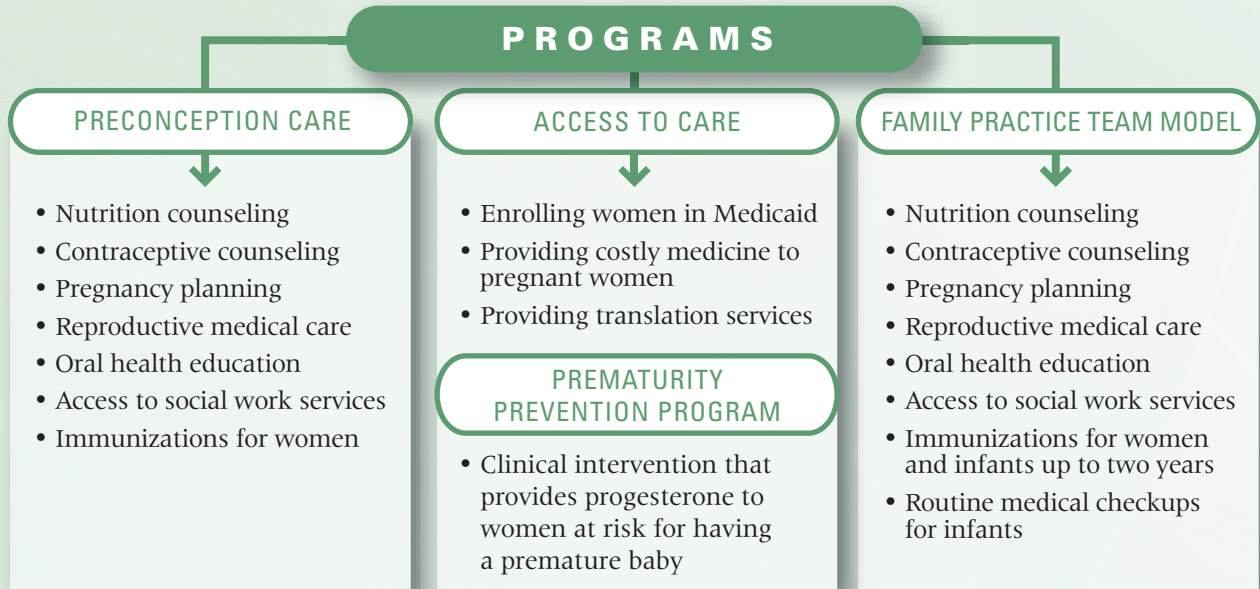 PROGRAMS
PRECONCEPTION CARE
• Nutrition counseling
• Contraceptive counseling
• Pregnancy planning
• Reproductive medical care
• Oral health education
• Access to social work services
• Immunizations for women
ACCESS TO CARE
• Enrolling women in Medicaid
• Providing costly medicine to
pregnant women
• Providing translation services
PREMATURITY
PREVENTION PROGRAM
• Clinical intervention that
provides progesterone to
women at risk for having
a premature baby
FAMILY PRACTICE TEAM MODEL
• Nutrition counseling
• Contraceptive counseling
• Pregnancy planning
• Reproductive medical care
• Oral health education
• Access to social work services
• Immunizations for women
and infants up to two years
• Routine medical checkups
for infants